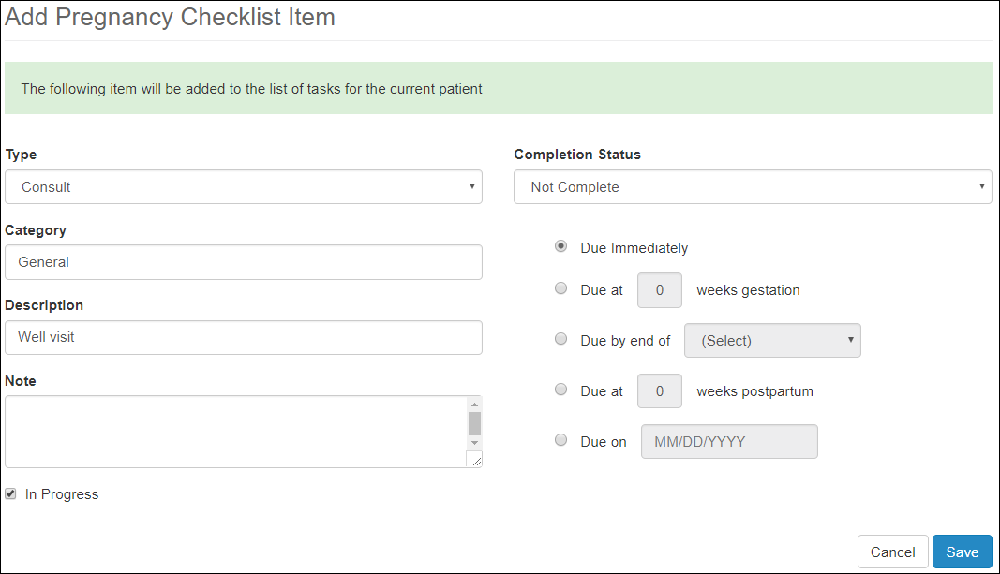 Add Pregnancy Checklist Item
The following item will be added to the list of tasks for the current patient
Type
Consult
Category
General
Description
Well visit
Note
In Progress
Completion Status
Not Complete
Due Immediately
Due at 0 weeks gestation
Due by end of (Select)
Due at 0 weeks postpartum
Due on MM/DD/YYYY
Cancel Save